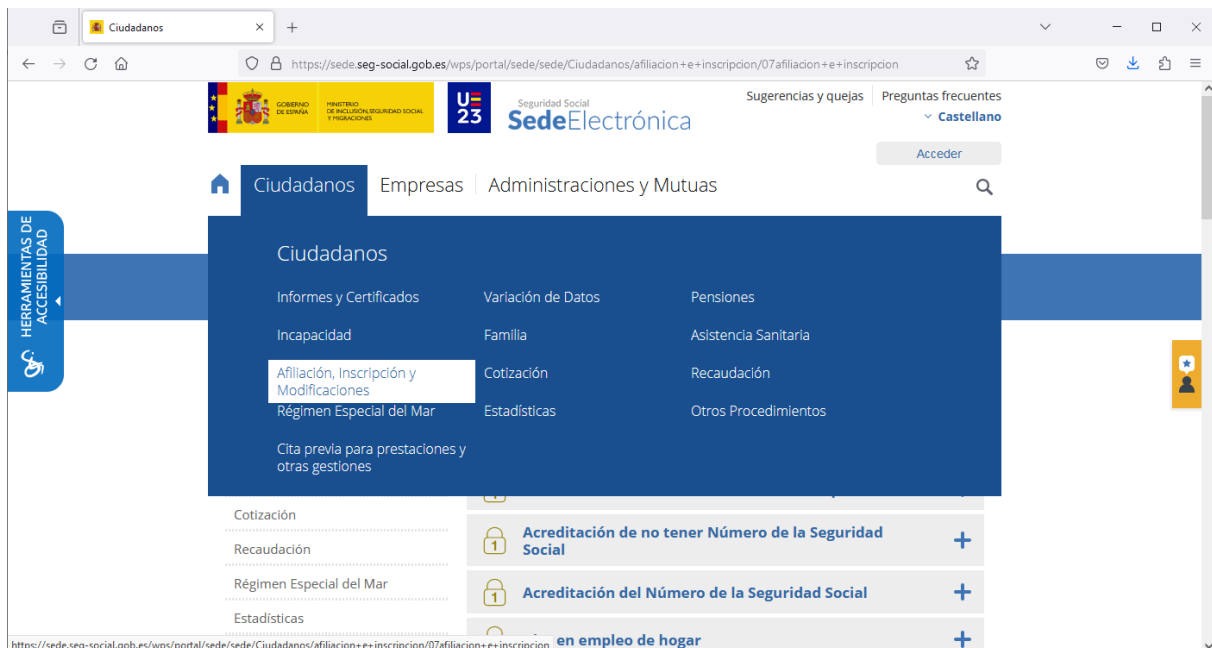 Ciudadanos
https://sede.seg-social.gob.es/wps/portal/sede/sede/Ciudadanos/afiliacion+e+inscripcion/07afiliacion+e+inscripcion
GOBIERNO
DE ESPAÑA
MINISTERIO
DE INCLUSIÓN, SEGURIDAD SOCIAL
Y MIGRACIONES
UE
23
Seguridad Social
SedeElectrónica
Sugerencias y quejas
Preguntas frecuentes
Castellano
Acceder
Ciudadanos
Empresas
Administraciones y Mutuas
HERRAMIENTAS DE
ACCESIBILIDAD
Ciudadanos
Informes y Certificados
Variación de Datos
Pensiones
Incapacidad
Familia
Asistencia Sanitaria
Afiliación, Inscripción y
Modificaciones
Cotización
Recaudación
Régimen Especial del Mar
Estadísticas
Otros Procedimientos
Cita previa para prestaciones y
otras gestiones
Cotización
Recaudación
Régimen Especial del Mar
Estadísticas
1
Acreditación de no tener Número de la Seguridad
Social
1
Acreditación del Número de la Seguridad Social
en empleo de hogar
https://sede.seg-social.gob.es/wps/portal/sede/sede/Ciudadanos/afiliacion+e+inscripcion/07afiliacion+e+inscripcion